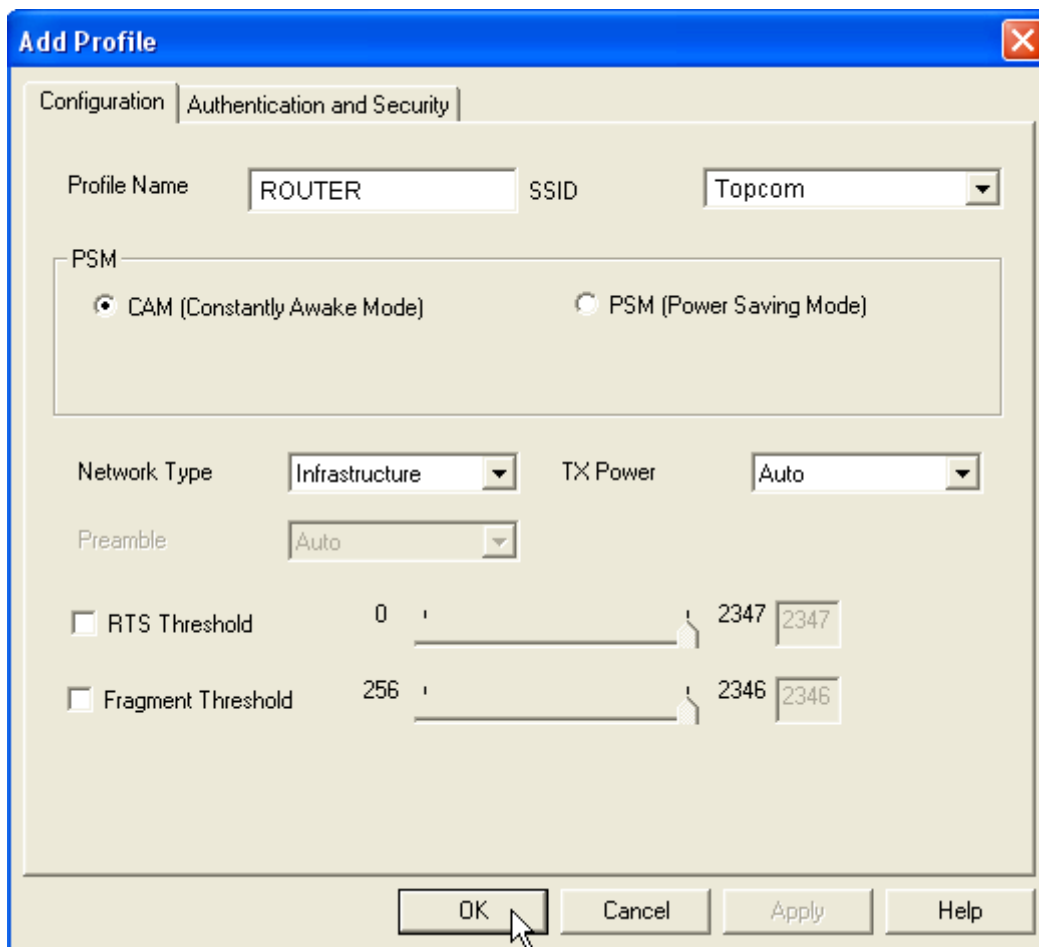 Add Profile
Configuration Authentication and Security
Profile Name ROUTER SSID Topcom
PSM
CAM (Constantly Awake Mode) PSM (Power Saving Mode)
Network Type Infrastructure TX Power Auto
Preamble Auto
RTS Threshold 0 2347 2347
Fragment Threshold 256 2346 2346
OK Cancel Apply Help